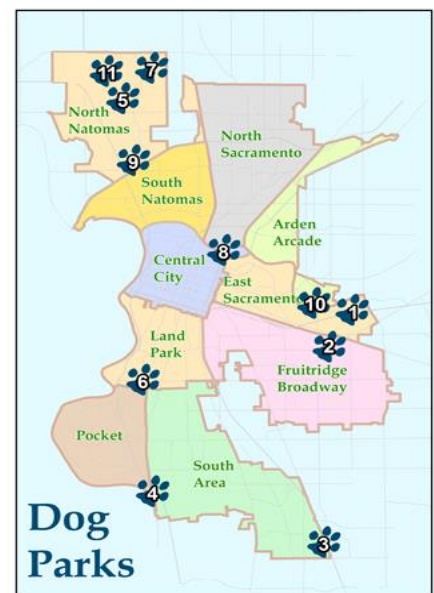 11
7
5
North
Natomas
9
South
Natomas
North
Sacramento
Arden
Arcade
8
Central
City
East
Sacramento
10
1
2
Land
Park
Fruitridge
Broadway
6
Pocket
South
Area
4
3
Dog
Parks